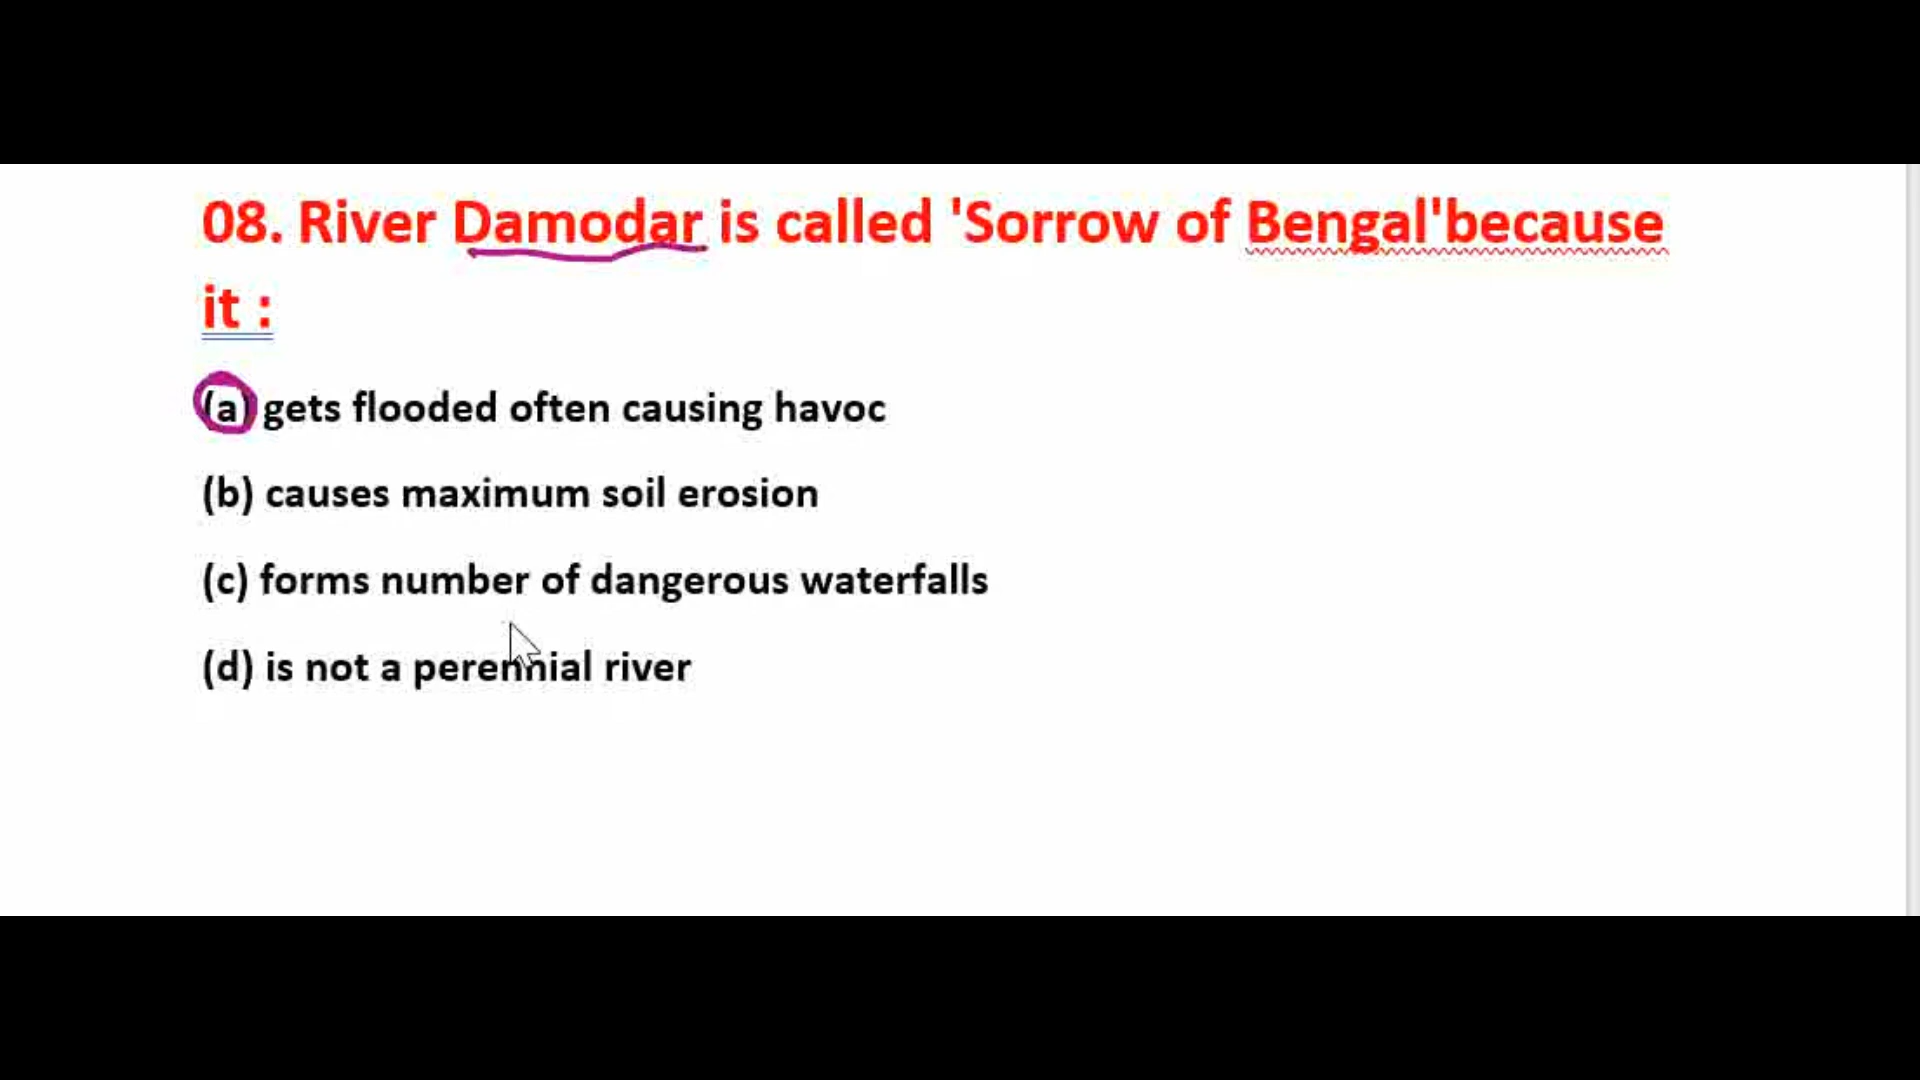 08. River Damodar is called 'Sorrow of Bengal'because
it :
(a) gets flooded often causing havoc
(b) causes maximum soil erosion
(c) forms number of dangerous waterfalls
(d) is not a perennial river